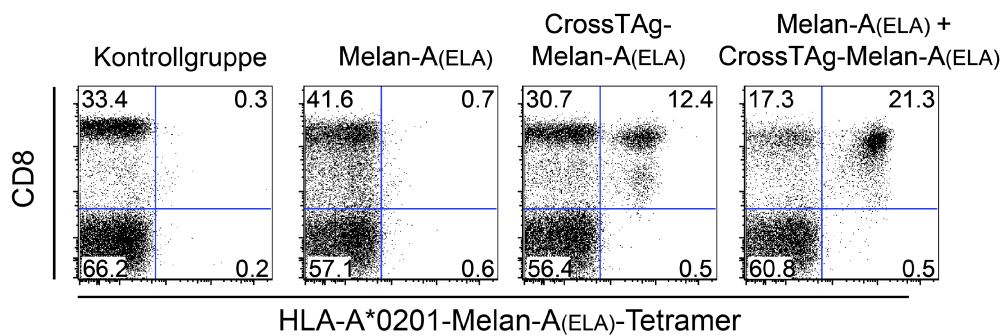 Kontrollgruppe
Melan-A(ELA)
CrossTAg-
Melan-A(ELA)
Melan-A(ELA) +
CrossTAg-Melan-A(ELA)
33.4 0.3
66.2 0.2
41.6 0.7
57.1 0.6
30.7 12.4
56.4 0.5
17.3 21.3
60.8 0.5
CD8
HLA-A*0201-Melan-A(ELA)-Tetramer